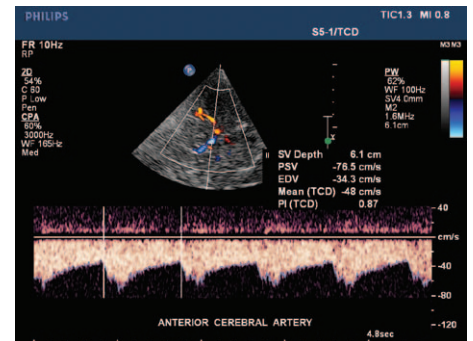 PHILIPS
TIC1.3 MI 0.8
S5-1/TCD
FR 10Hz
RP
2D
54%
C 60
P Low
Pen
CPA
60%
3000Hz
WF 165Hz
Med
M3 M3
PW
62%
WF 100Hz
SV4.0mm
M2
1.6MHz
6.1cm
SV Depth 6.1 cm
PSV -76.5 cm/s
EDV -34.3 cm/s
Mean (TCD) -48 cm/s
PI (TCD) 0.87
40
cm/s
-40
-80
-120
ANTERIOR CEREBRAL ARTERY
4.8sec